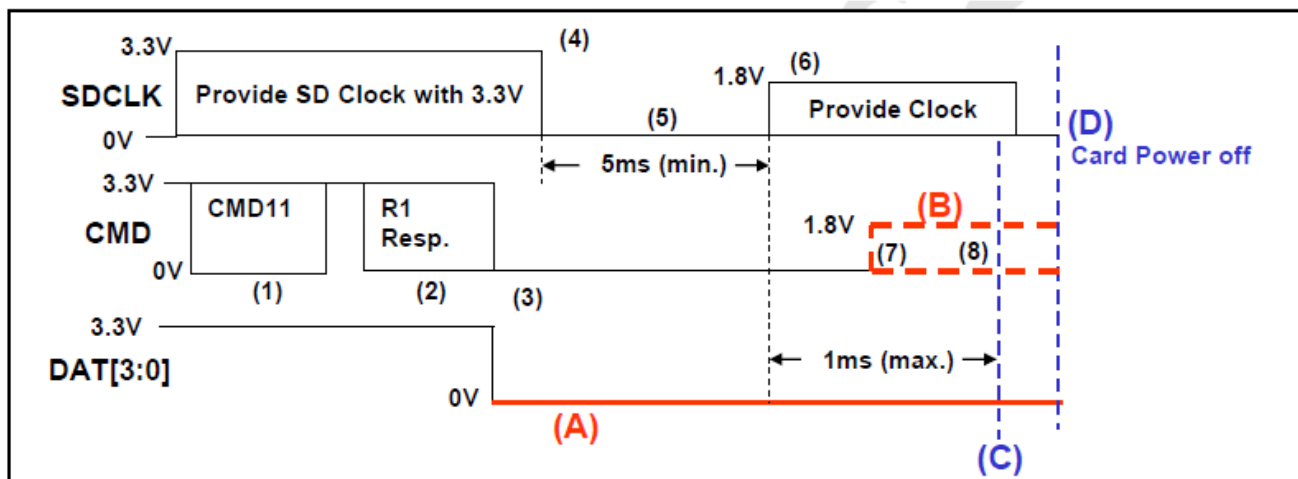 3.3V
(4)
1.8V
(6)
SDCLK
Provide SD Clock with 3.3V
Provide Clock
(5)
(D)
0V
Card Power off
5ms (min.)
3.3V
CMD11
R1
Resp.
(B)
1.8V
CMD
(7)
(8)
0V
(1)
(2)
(3)
3.3V
DAT[3:0]
1ms (max.)
0V
(A)
(C)